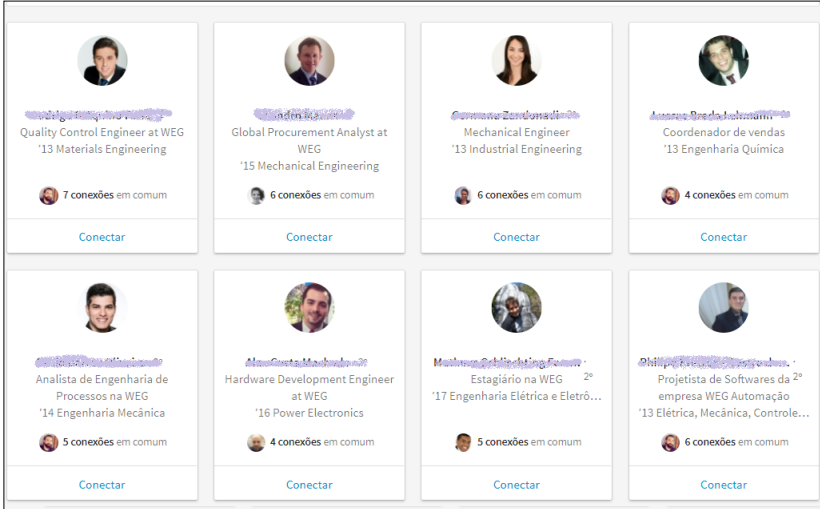 Quality Control Engineer at WEG
'13 Materials Engineering
7 conexões em comum
Conectar
Global Procurement Analyst at
WEG
'15 Mechanical Engineering
6 conexões em comum
Conectar
Mechanical Engineer
'13 Industrial Engineering
6 conexões em comum
Conectar
Coordenador de vendas
'13 Engenharia Química
4 conexões em comum
Conectar
Analista de Engenharia de
Processos na WEG
'14 Engenharia Mecânica
5 conexões em comum
Conectar
Hardware Development Engineer
at WEG
'16 Power Electronics
4 conexões em comum
Conectar
Estagiário na WEG 2º
'17 Engenharia Elétrica e Eletrô...
5 conexões em comum
Conectar
Projetista de Softwares da 2º
empresa WEG Automação
'13 Elétrica, Mecânica, Controle...
6 conexões em comum
Conectar